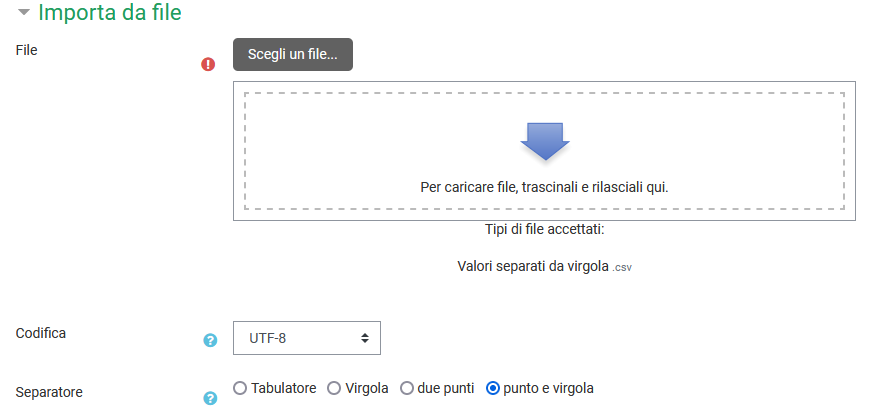 Importa da file
File
Scegli un file...
Per caricare file, trascinali e rilasciali qui.
Tipi di file accettati:
Valori separati da virgola .csv
Codifica
UTF-8
Separatore
Tabulatore Virgola due punti punto e virgola